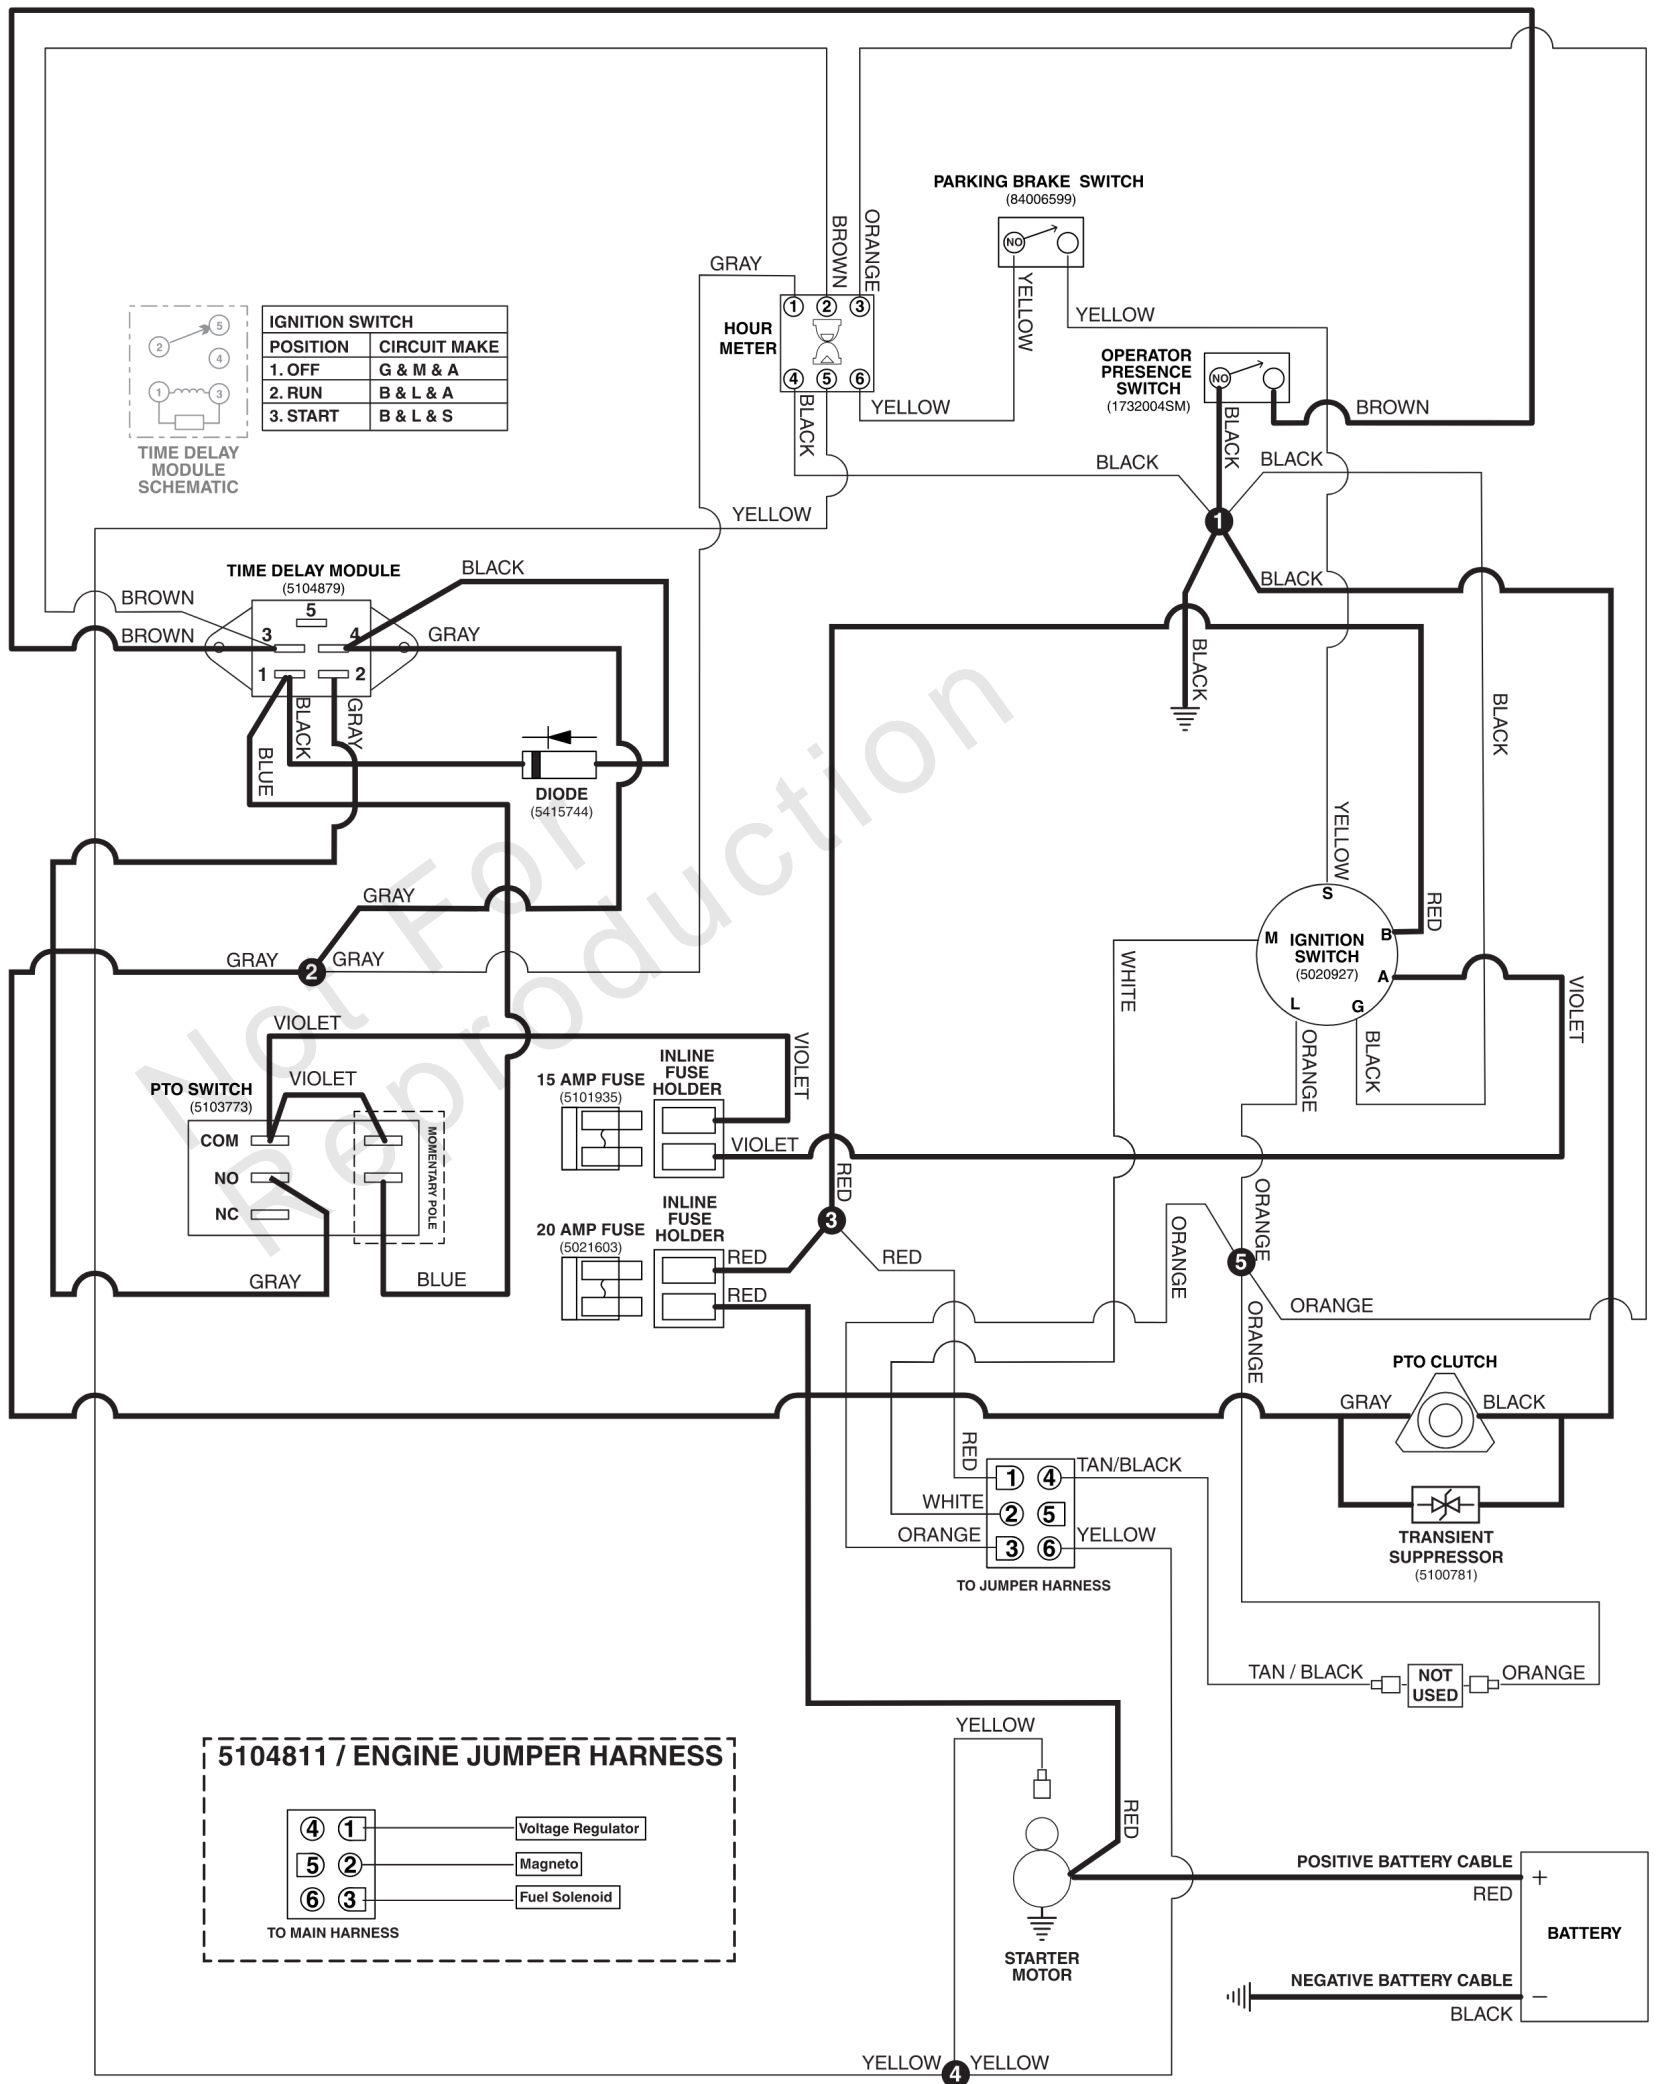 PARKING BRAKE SWITCH
(84006599)
NO
YELLOW
YELLOW
BROWN
ORANGE
GRAY
1 2 3
HOUR
METER
4 5 6
BLACK
YELLOW
OPERATOR
PRESENCE
SWITCH
(1732004SM)
NO
BLACK
BROWN
5
2
4
1
3
TIME DELAY
MODULE
SCHEMATIC
IGNITION SWITCH
POSITION CIRCUIT MAKE
1. OFF G & M & A
2. RUN B & L & A
3. START B & L & S
BLACK
BLACK
YELLOW
1
BLACK
BLACK
BLACK
TIME DELAY MODULE
(5104879)
BLACK
BROWN
BROWN
GRAY
5
3
4
1
2
BLACK
GRAY
BLUE
DIODE
(5415744)
Not For
Reproduction
GRAY
GRAY
2
GRAY
YELLOW
RED
S
M
B
IGNITION
SWITCH
(5020927)
A
L
G
WHITE
VIOLET
ORANGE
BLACK
VIOLET
VIOLET
VIOLET
PTO SWITCH
(5103773)
COM
NO
NC
MOMENTARY POLE
GRAY
BLUE
15 AMP FUSE
(5101935)
INLINE
FUSE
HOLDER
VIOLET
20 AMP FUSE
(5021603)
INLINE
FUSE
HOLDER
RED
RED
RED
3
RED
ORANGE
ORANGE
5
ORANGE
ORANGE
PTO CLUTCH
GRAY
BLACK
TRANSIENT
SUPPRESSOR
(5100781)
RED
1 4
TAN/BLACK
WHITE
2 5
ORANGE
3 6
YELLOW
TO JUMPER HARNESS
TAN / BLACK
NOT
USED
ORANGE
5104811 / ENGINE JUMPER HARNESS
4 1
Voltage Regulator
5 2
Magneto
6 3
Fuel Solenoid
TO MAIN HARNESS
YELLOW
RED
STARTER
MOTOR
POSITIVE BATTERY CABLE
RED
+
BATTERY
NEGATIVE BATTERY CABLE
BLACK
–
YELLOW
4
YELLOW